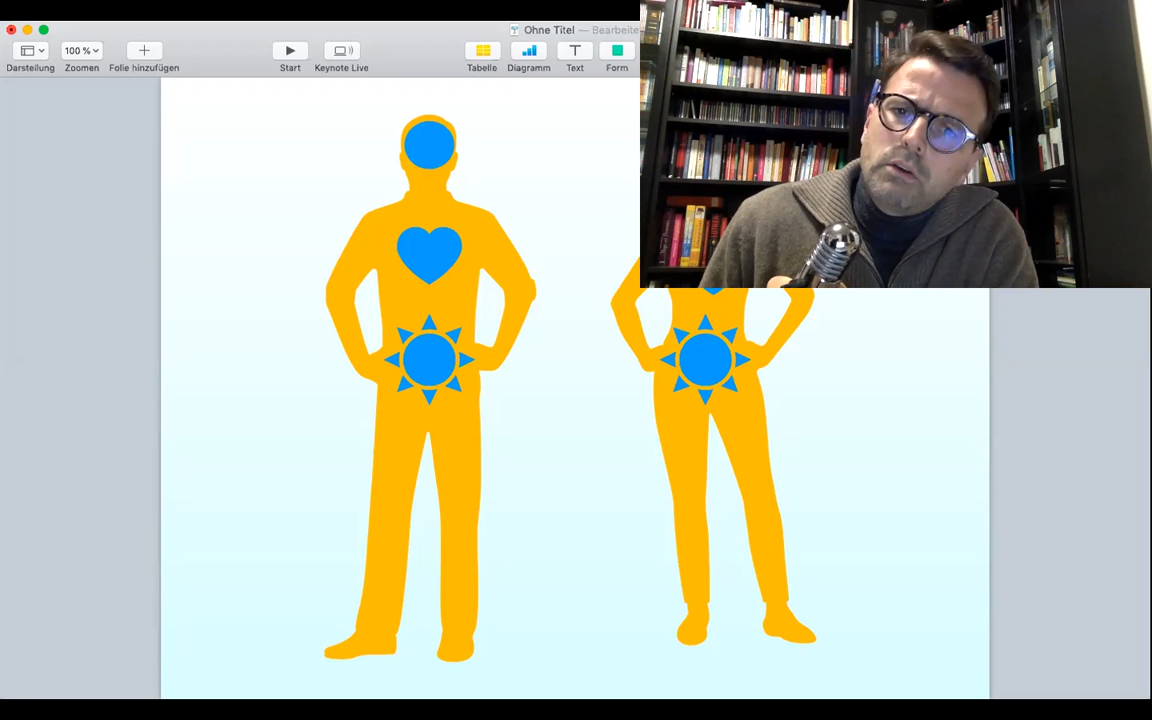 Ohne Titel — Bearbeite
100 %
Darstellung Zoomen Folie hinzufügen Start Keynote Live Tabelle Diagramm Text Form